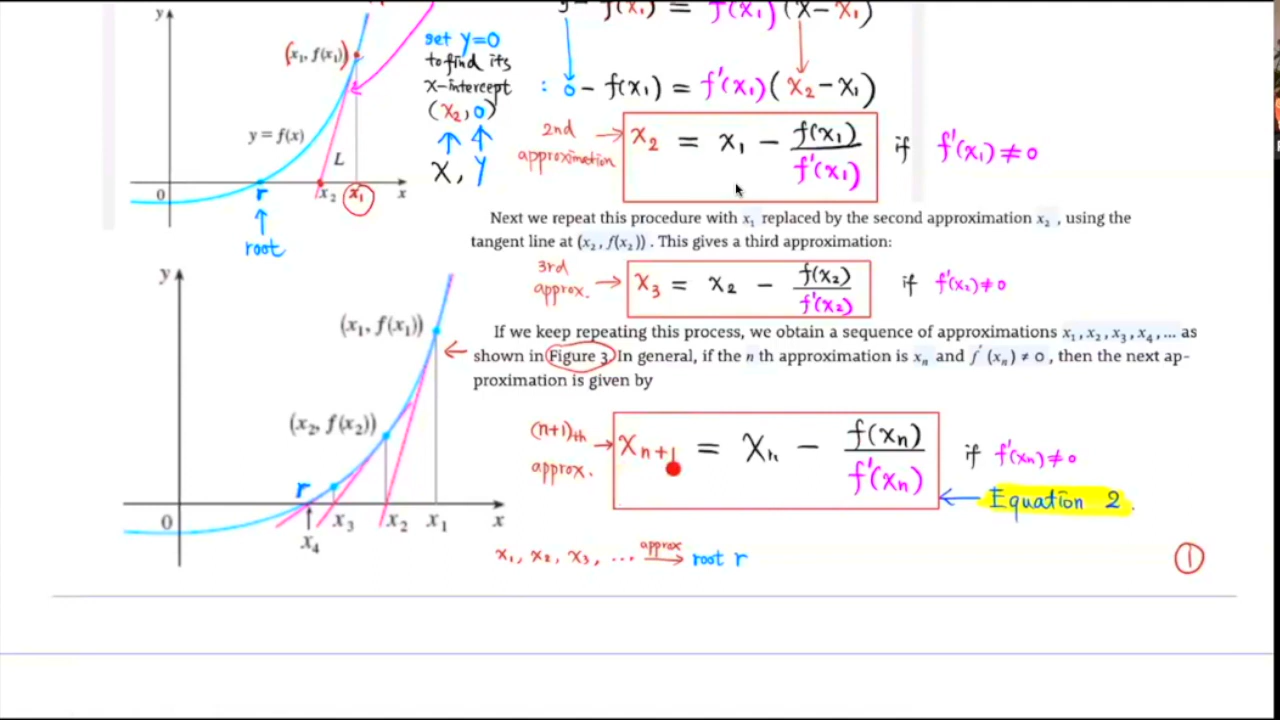 y - f(x₁) = f'(x₁)(x-x₁)
y
(x₁, f(x₁))
y = f(x)
L
0
r
x₂
x₁
x
root
set y=0
to find its
x-intercept
(x₂, 0)
x, y
: 0 - f(x₁) = f'(x₁)(x₂-x₁)
2nd approximation → x₂ = x₁ - f(x₁)/f'(x₁) if f'(x₁) ≠ 0
Next we repeat this procedure with x₁ replaced by the second approximation x₂, using the
tangent line at (x₂, f(x₂)). This gives a third approximation:
3rd approx. → x₃ = x₂ - f(x₂)/f'(x₂) if f'(x₂) ≠ 0
If we keep repeating this process, we obtain a sequence of approximations x₁, x₂, x₃, x₄,... as
shown in Figure 3. In general, if the n th approximation is xₙ and f'(xₙ) ≠ 0, then the next ap-
proximation is given by
(n+1)th approx. → xₙ₊₁ = xₙ - f(xₙ)/f'(xₙ) if f'(xₙ) ≠ 0
← Equation 2
y
(x₁, f(x₁))
(x₂, f(x₂))
r
0
x₄
x₃
x₂
x₁
x
x₁, x₂, x₃, ... approx → root r
①